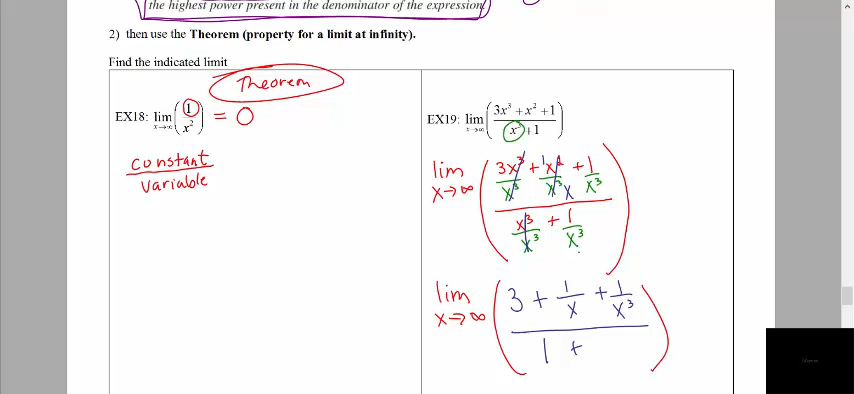 the highest power present in the denominator of the expression.
2) then use the Theorem (property for a limit at infinity).
Find the indicated limit
Theorem
EX18: lim x→∞ (1/x²) = 0
constant
variable
EX19: lim x→∞ ((3x³ + x² + 1)/(x³ + 1))
lim x→∞ ((3x³/x³ + 1x²/x³ x + 1/x³)/(x³/x³ + 1/x³))
lim x→∞ ((3 + 1/x + 1/x³)/(1 +